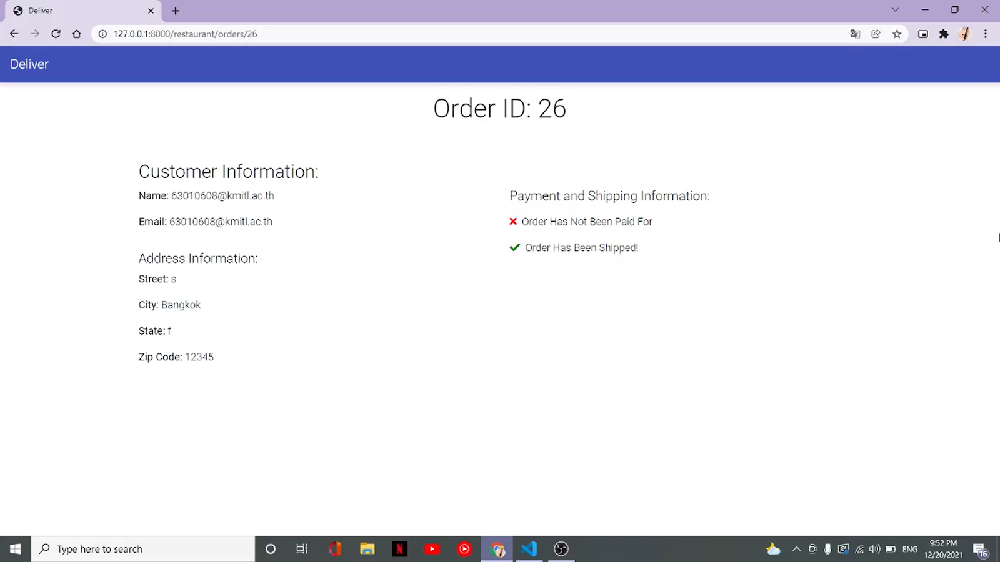 Deliver
127.0.0.1:8000/restaurant/orders/26
Deliver
Order ID: 26
Customer Information:
Name: 63010608@kmitl.ac.th
Email: 63010608@kmitl.ac.th
Address Information:
Street: s
City: Bangkok
State: f
Zip Code: 12345
Payment and Shipping Information:
Order Has Not Been Paid For
Order Has Been Shipped!
Type here to search
N
ENG
9:52 PM
12/20/2021
16